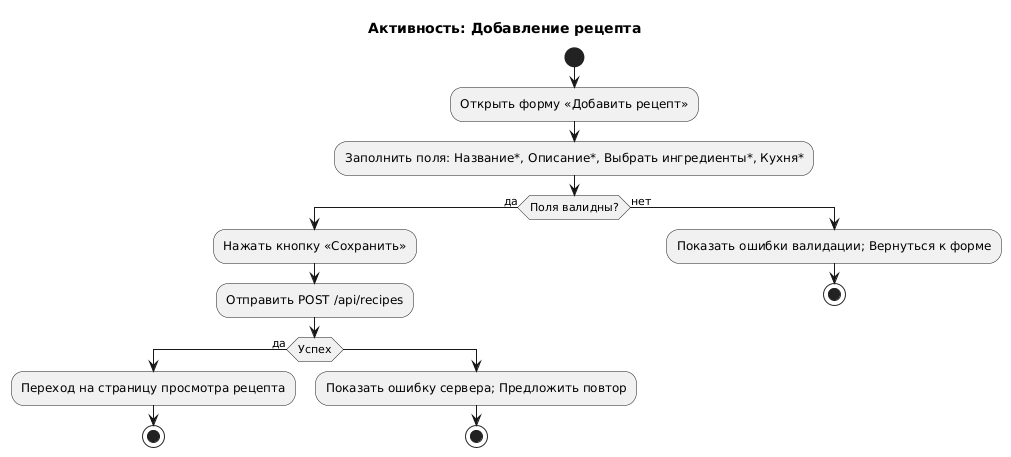 Активность: Добавление рецепта
Открыть форму «Добавить рецепт»
Заполнить поля: Название*, Описание*, Выбрать ингредиенты*, Кухня*
да
Поля валидны?
нет
Нажать кнопку «Сохранить»
Показать ошибки валидации; Вернуться к форме
Отправить POST /api/recipes
да
Успех
Переход на страницу просмотра рецепта
Показать ошибку сервера; Предложить повтор